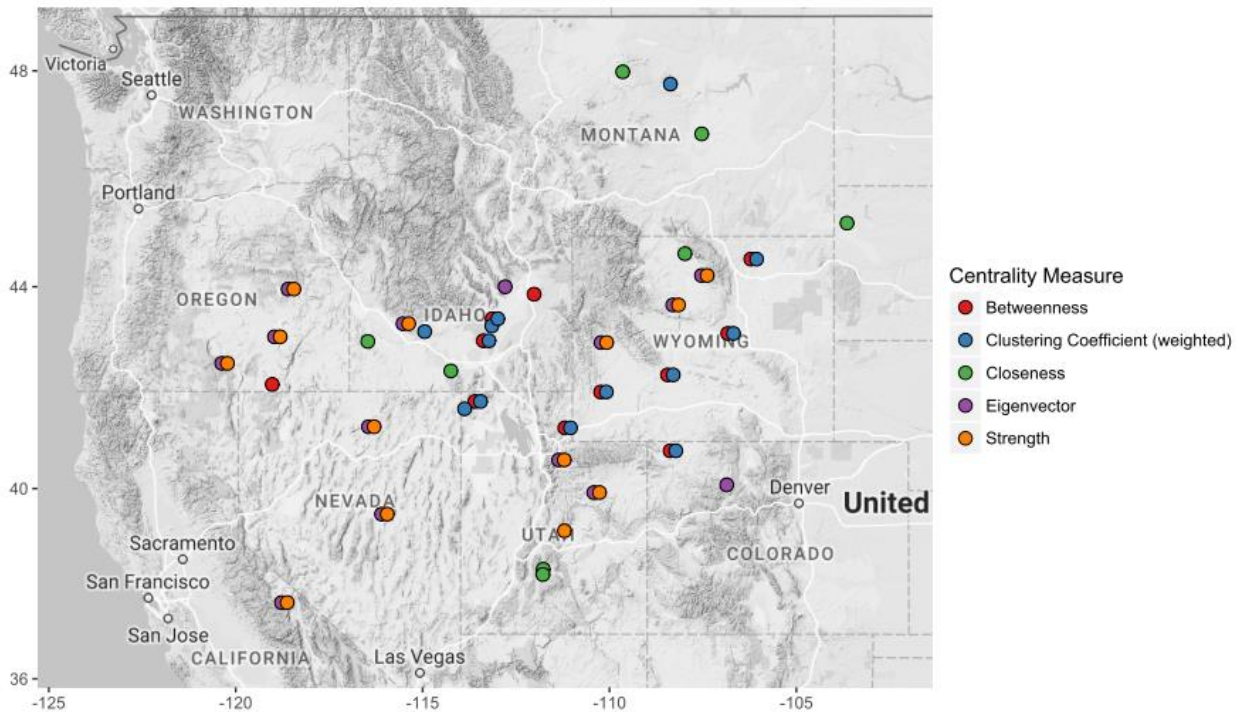 48
44
40
36
-125
-120
-115
-110
-105
Victoria
Seattle
WASHINGTON
MONTANA
Portland
OREGON
IDAHO
WYOMING
NEVADA
UTAH
Denver
United
COLORADO
Sacramento
San Francisco
San Jose
CALIFORNIA
Las Vegas
Centrality Measure
Betweenness
Clustering Coefficient (weighted)
Closeness
Eigenvector
Strength